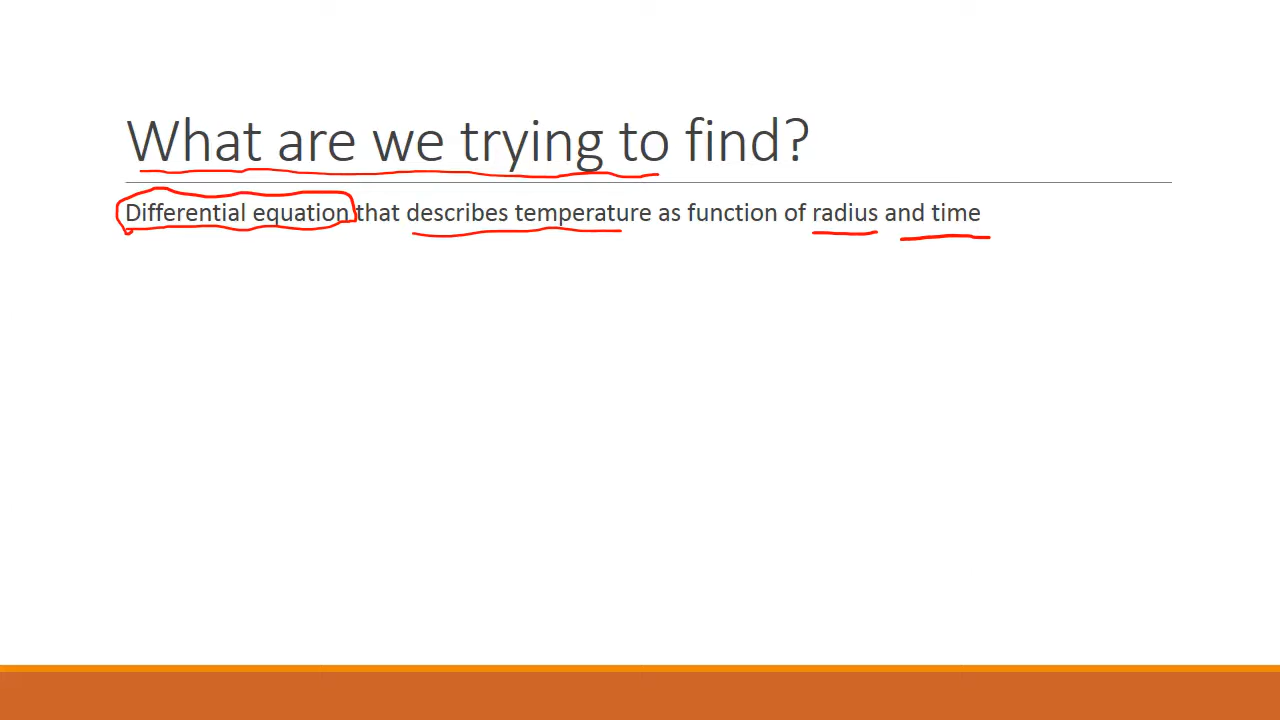 What are we trying to find?
Differential equation that describes temperature as function of radius and time